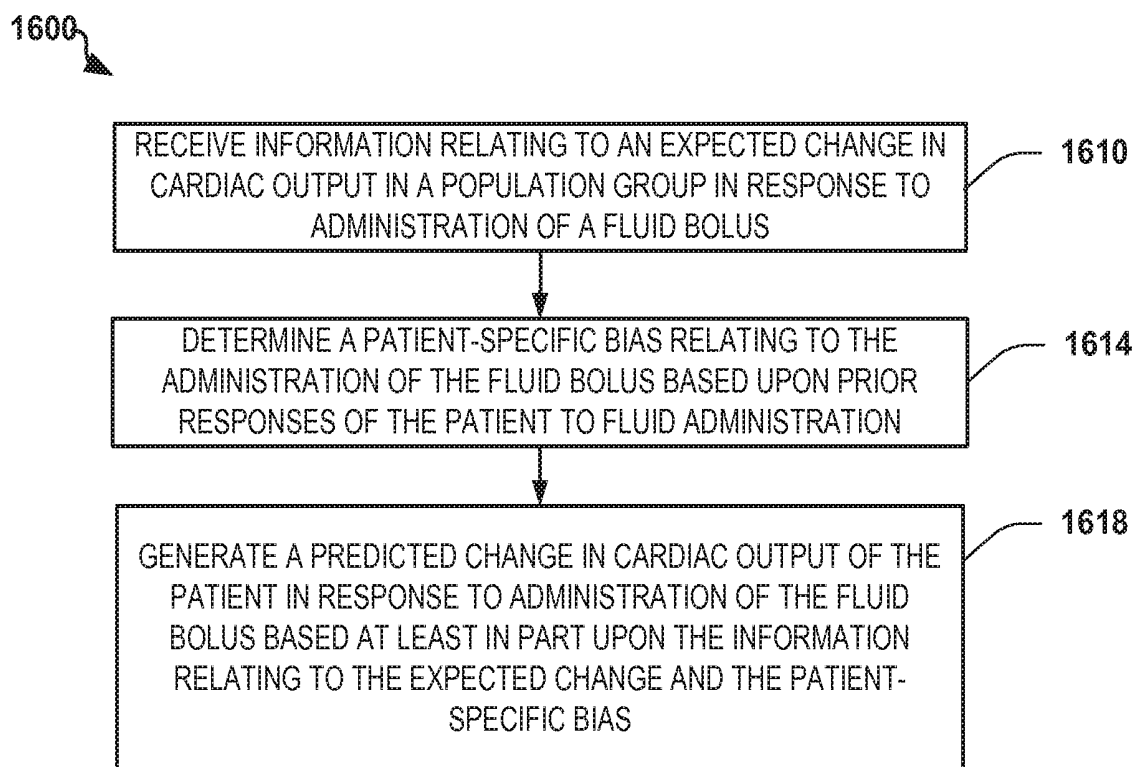 1600
RECEIVE INFORMATION RELATING TO AN EXPECTED CHANGE IN
CARDIAC OUTPUT IN A POPULATION GROUP IN RESPONSE TO
ADMINISTRATION OF A FLUID BOLUS
1610
DETERMINE A PATIENT-SPECIFIC BIAS RELATING TO THE
ADMINISTRATION OF THE FLUID BOLUS BASED UPON PRIOR
RESPONSES OF THE PATIENT TO FLUID ADMINISTRATION
1614
GENERATE A PREDICTED CHANGE IN CARDIAC OUTPUT OF THE
PATIENT IN RESPONSE TO ADMINISTRATION OF THE FLUID
BOLUS BASED AT LEAST IN PART UPON THE INFORMATION
RELATING TO THE EXPECTED CHANGE AND THE PATIENT-
SPECIFIC BIAS
1618